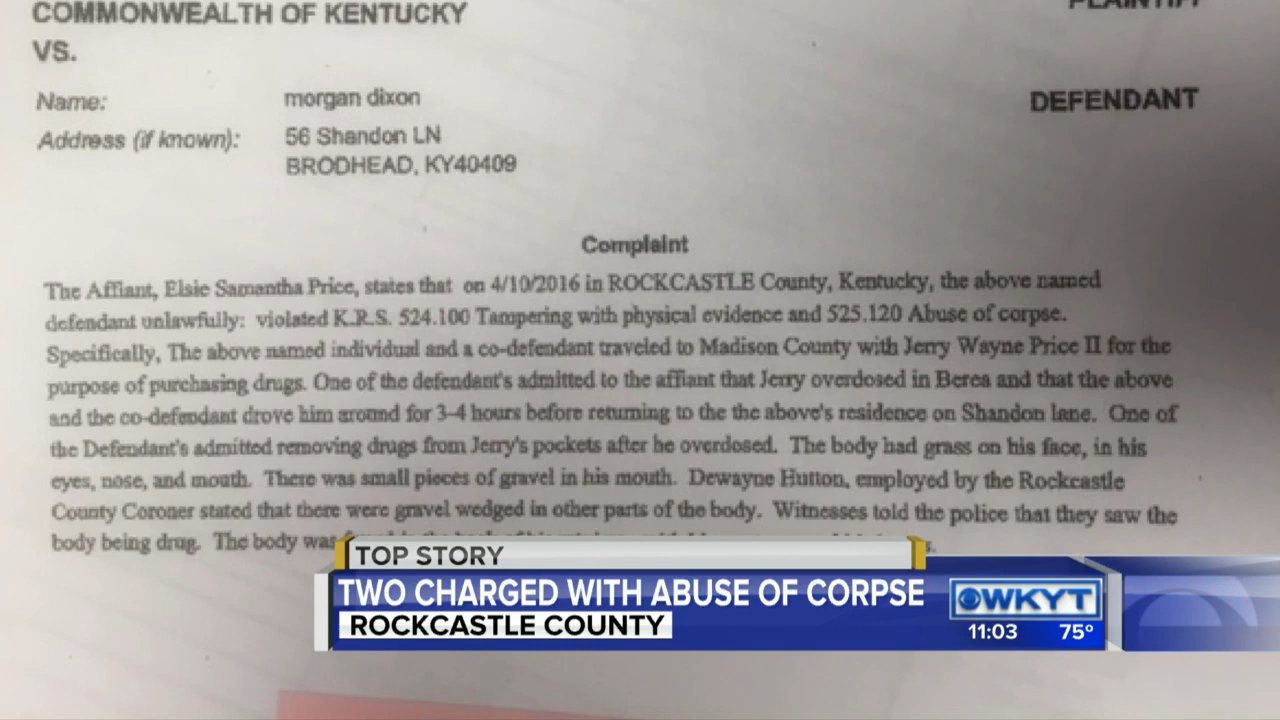 COMMONWEALTH OF KENTUCKY
PLAINTIFF
VS.
Name: morgan dixon
DEFENDANT
Address (if known): 56 Shandon LN
BRODHEAD, KY40409
Complaint
The Affiant, Elsie Samantha Price, states that on 4/10/2016 in ROCKCASTLE County, Kentucky, the above named
defendant unlawfully: violated K.R.S. 524.100 Tampering with physical evidence and 525.120 Abuse of corpse.
Specifically, The above named individual and a co-defendant traveled to Madison County with Jerry Wayne Price II for the
purpose of purchasing drugs. One of the defendant's admitted to the affiant that Jerry overdosed in Berea and that the above
and the co-defendant drove him around for 3-4 hours before returning to the the above's residence on Shandon lane. One of
the Defendant's admitted removing drugs from Jerry's pockets after he overdosed. The body had grass on his face, in his
eyes, nose, and mouth. There was small pieces of gravel in his mouth. Dewayne Hutton, employed by the Rockcastle
County Coroner stated that there were gravel wedged in other parts of the body. Witnesses told the police that they saw the
body being drug. The body was
TOP STORY
TWO CHARGED WITH ABUSE OF CORPSE
ROCKCASTLE COUNTY
WKYT
11:03 75°